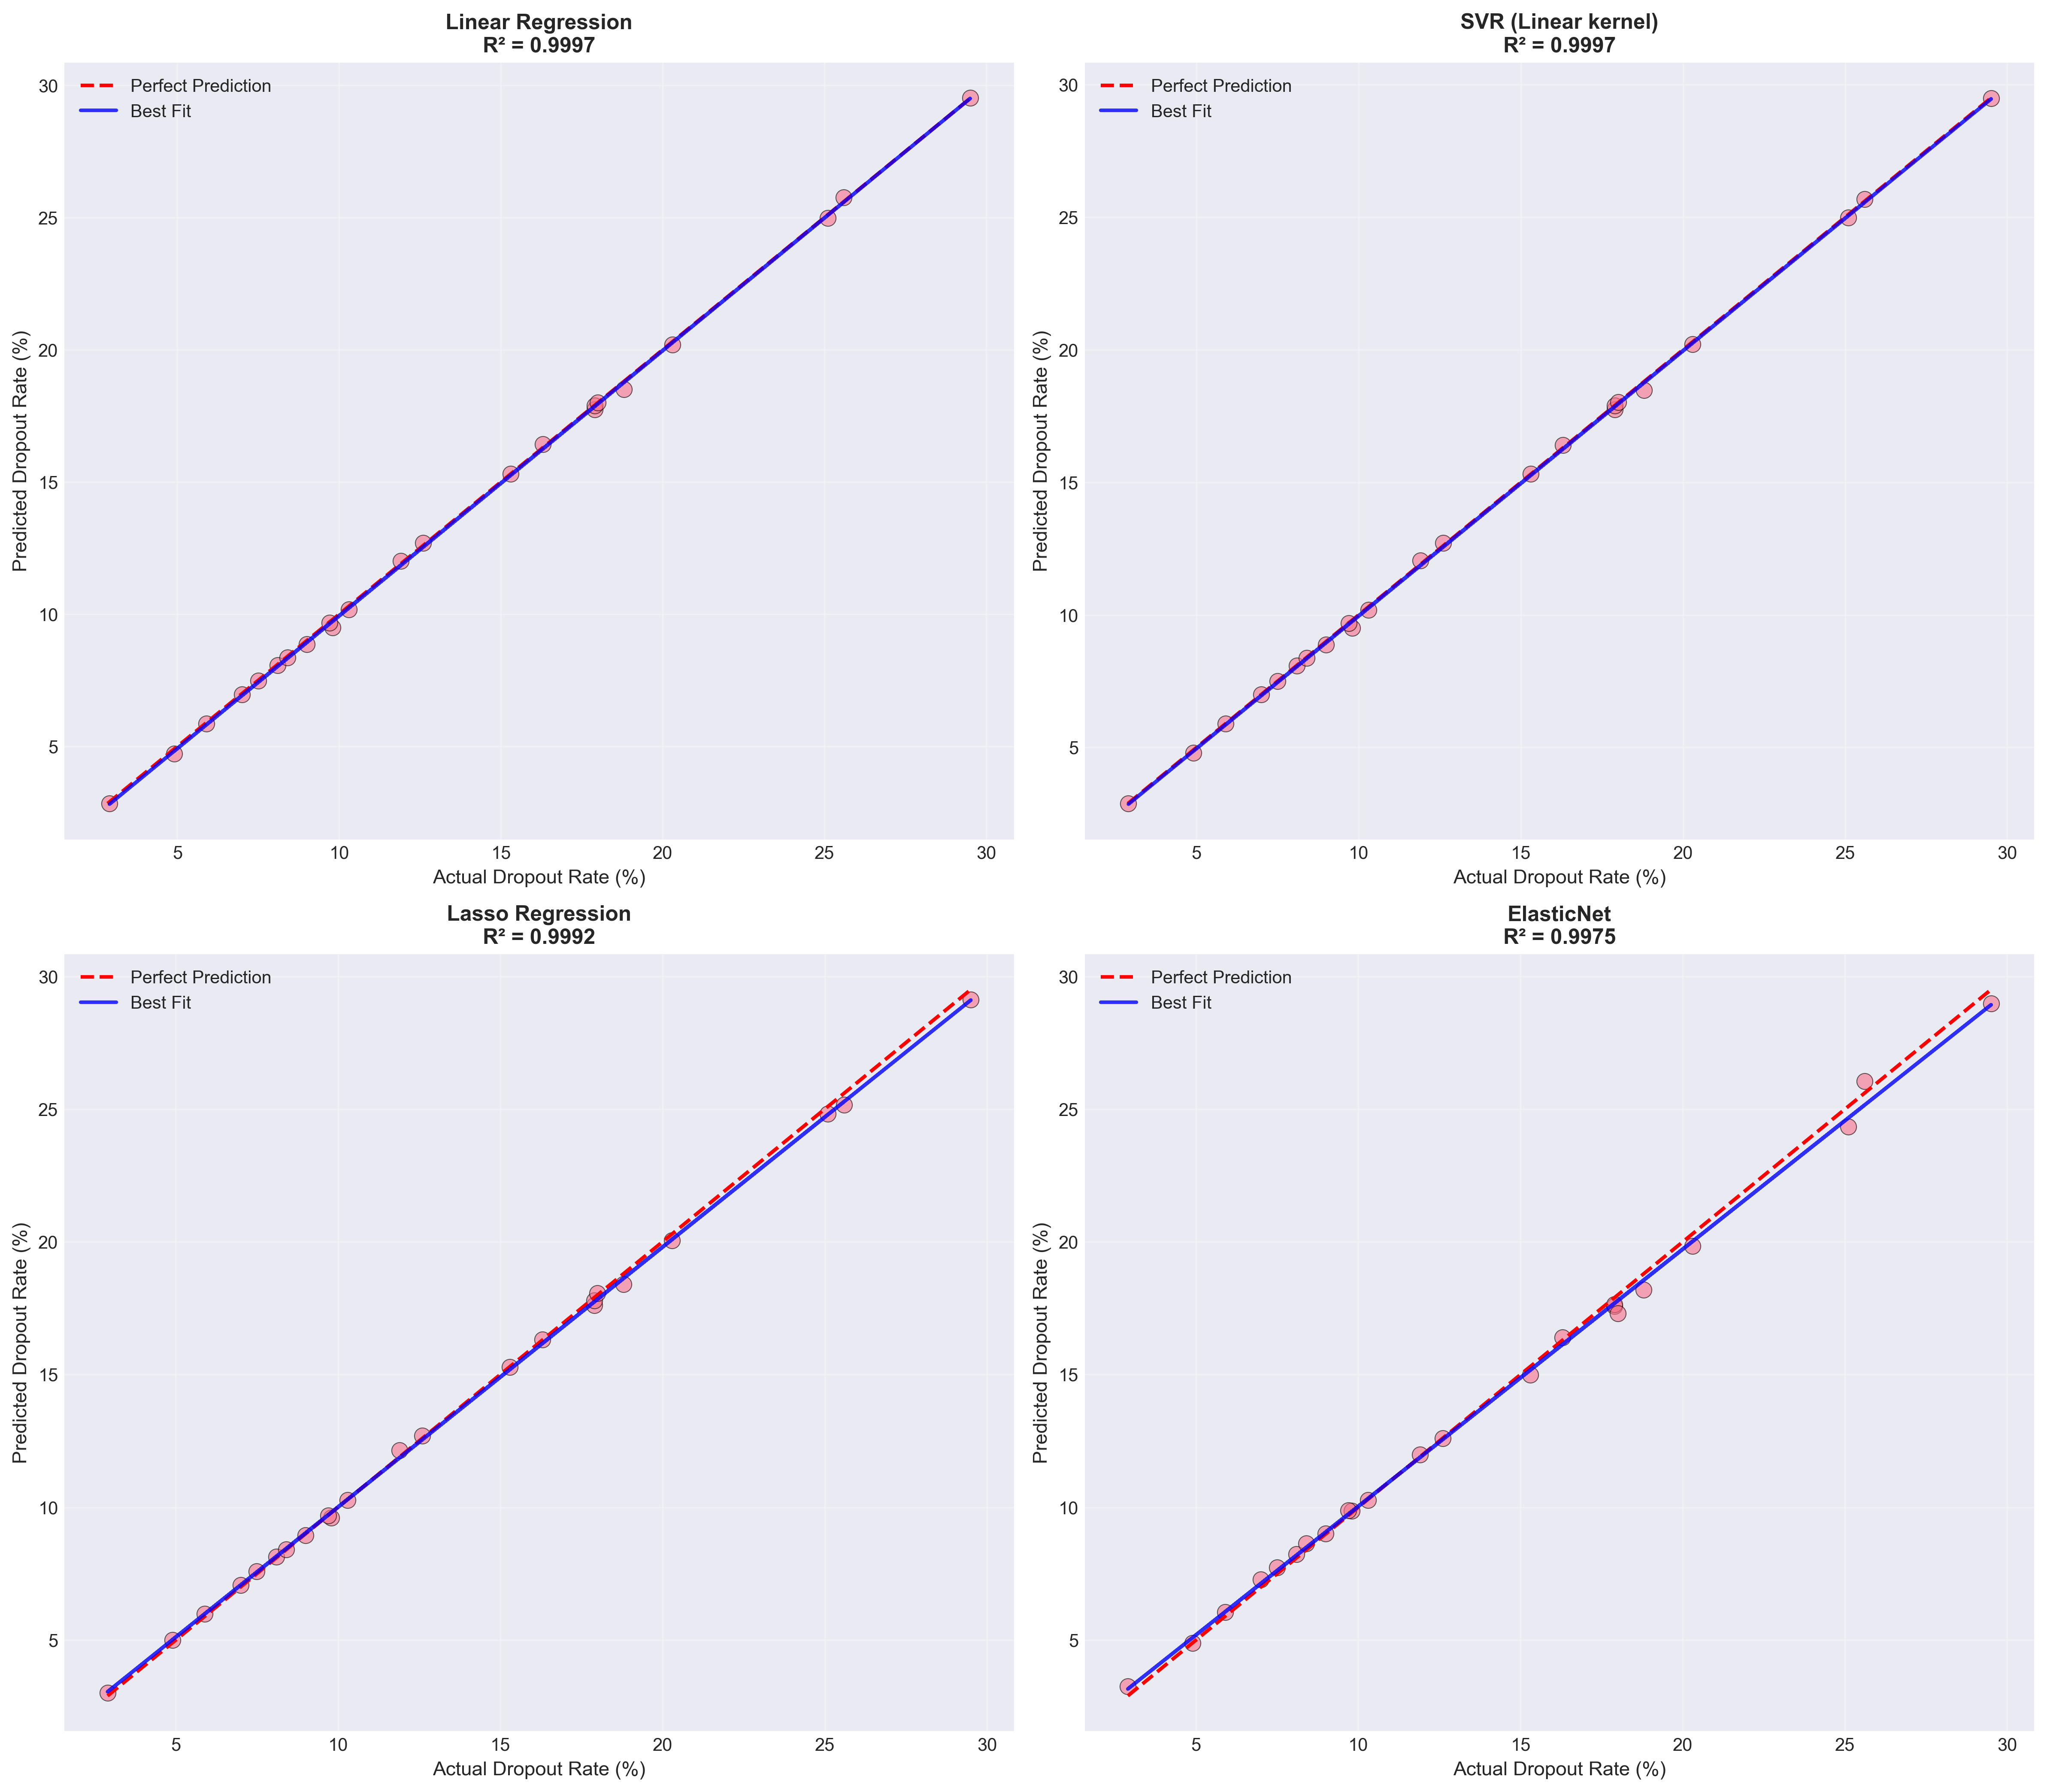 Linear Regression
R² = 0.9997
Perfect Prediction
Best Fit
30
25
20
15
10
5
Predicted Dropout Rate (%)
5 10 15 20 25 30
Actual Dropout Rate (%)
SVR (Linear kernel)
R² = 0.9997
Perfect Prediction
Best Fit
30
25
20
15
10
5
Predicted Dropout Rate (%)
5 10 15 20 25 30
Actual Dropout Rate (%)
Lasso Regression
R² = 0.9992
Perfect Prediction
Best Fit
30
25
20
15
10
5
Predicted Dropout Rate (%)
5 10 15 20 25 30
Actual Dropout Rate (%)
ElasticNet
R² = 0.9975
Perfect Prediction
Best Fit
30
25
20
15
10
5
Predicted Dropout Rate (%)
5 10 15 20 25 30
Actual Dropout Rate (%)